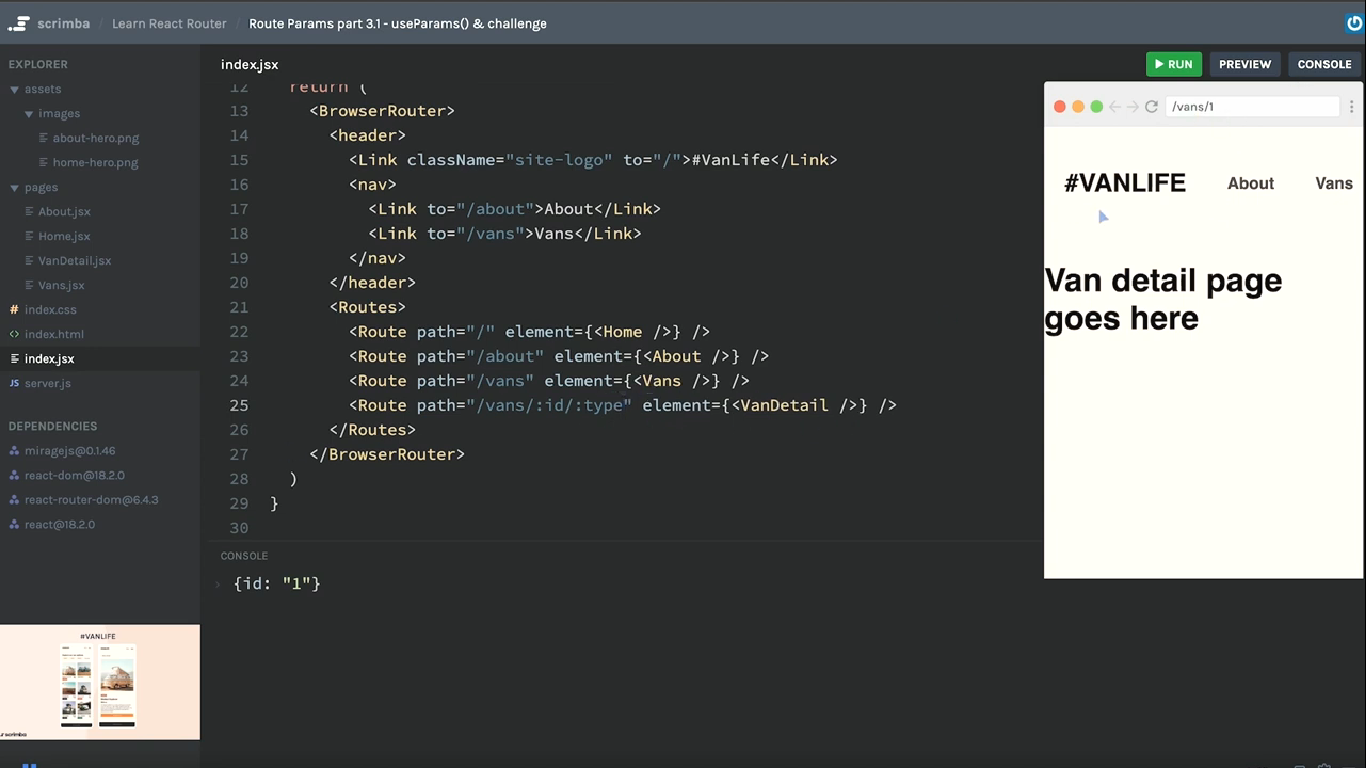 scrimba / Learn React Router / Route Params part 3.1 - useParams() & challenge
EXPLORER
assets
images
about-hero.png
home-hero.png
pages
About.jsx
Home.jsx
VanDetail.jsx
Vans.jsx
# index.css
<> index.html
index.jsx
JS server.js
DEPENDENCIES
miragejs@0.1.46
react-dom@18.2.0
react-router-dom@6.4.3
react@18.2.0
#VANLIFE
scrimba
index.jsx
RUN PREVIEW CONSOLE
12 return (
13 <BrowserRouter>
14 <header>
15 <Link className="site-logo" to="/">#VanLife</Link>
16 <nav>
17 <Link to="/about">About</Link>
18 <Link to="/vans">Vans</Link>
19 </nav>
20 </header>
21 <Routes>
22 <Route path="/" element={<Home />} />
23 <Route path="/about" element={<About />} />
24 <Route path="/vans" element={<Vans />} />
25 <Route path="/vans/:id/:type" element={<VanDetail />} />
26 </Routes>
27 </BrowserRouter>
28 )
29 }
30
CONSOLE
› {id: "1"}
/vans/1
#VANLIFE About Vans
Van detail page
goes here